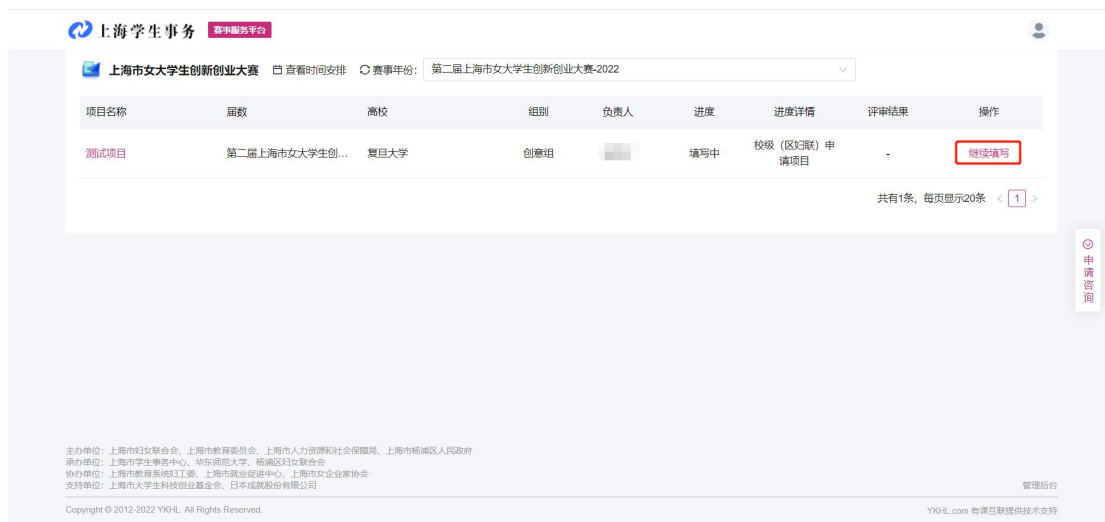 上海学生事务 赛事服务平台
上海市女大学生创新创业大赛 查看时间安排 赛事年份： 第二届上海市女大学生创新创业大赛-2022
项目名称 届数 高校 组别 负责人 进度 进度详情 评审结果 操作
测试项目 第二届上海市女大学生创... 复旦大学 创意组 填写中 校级（区妇联）申请项目 - 继续填写
共有1条，每页显示20条 < 1 >
申请咨询
主办单位：上海市妇女联合会、上海市教育委员会、上海市人力资源和社会保障局、上海市杨浦区人民政府
承办单位：上海市学生事务中心、华东师范大学、杨浦区妇女联合会
协办单位：上海市教育系统妇工委、上海市就业促进中心、上海市女企业家协会
支持单位：上海市大学生科技创业基金会、日本成就股份有限公司
管理后台
Copyright © 2012-2022 YKHL. All Rights Reserved. YKHL.com 有课互联提供技术支持